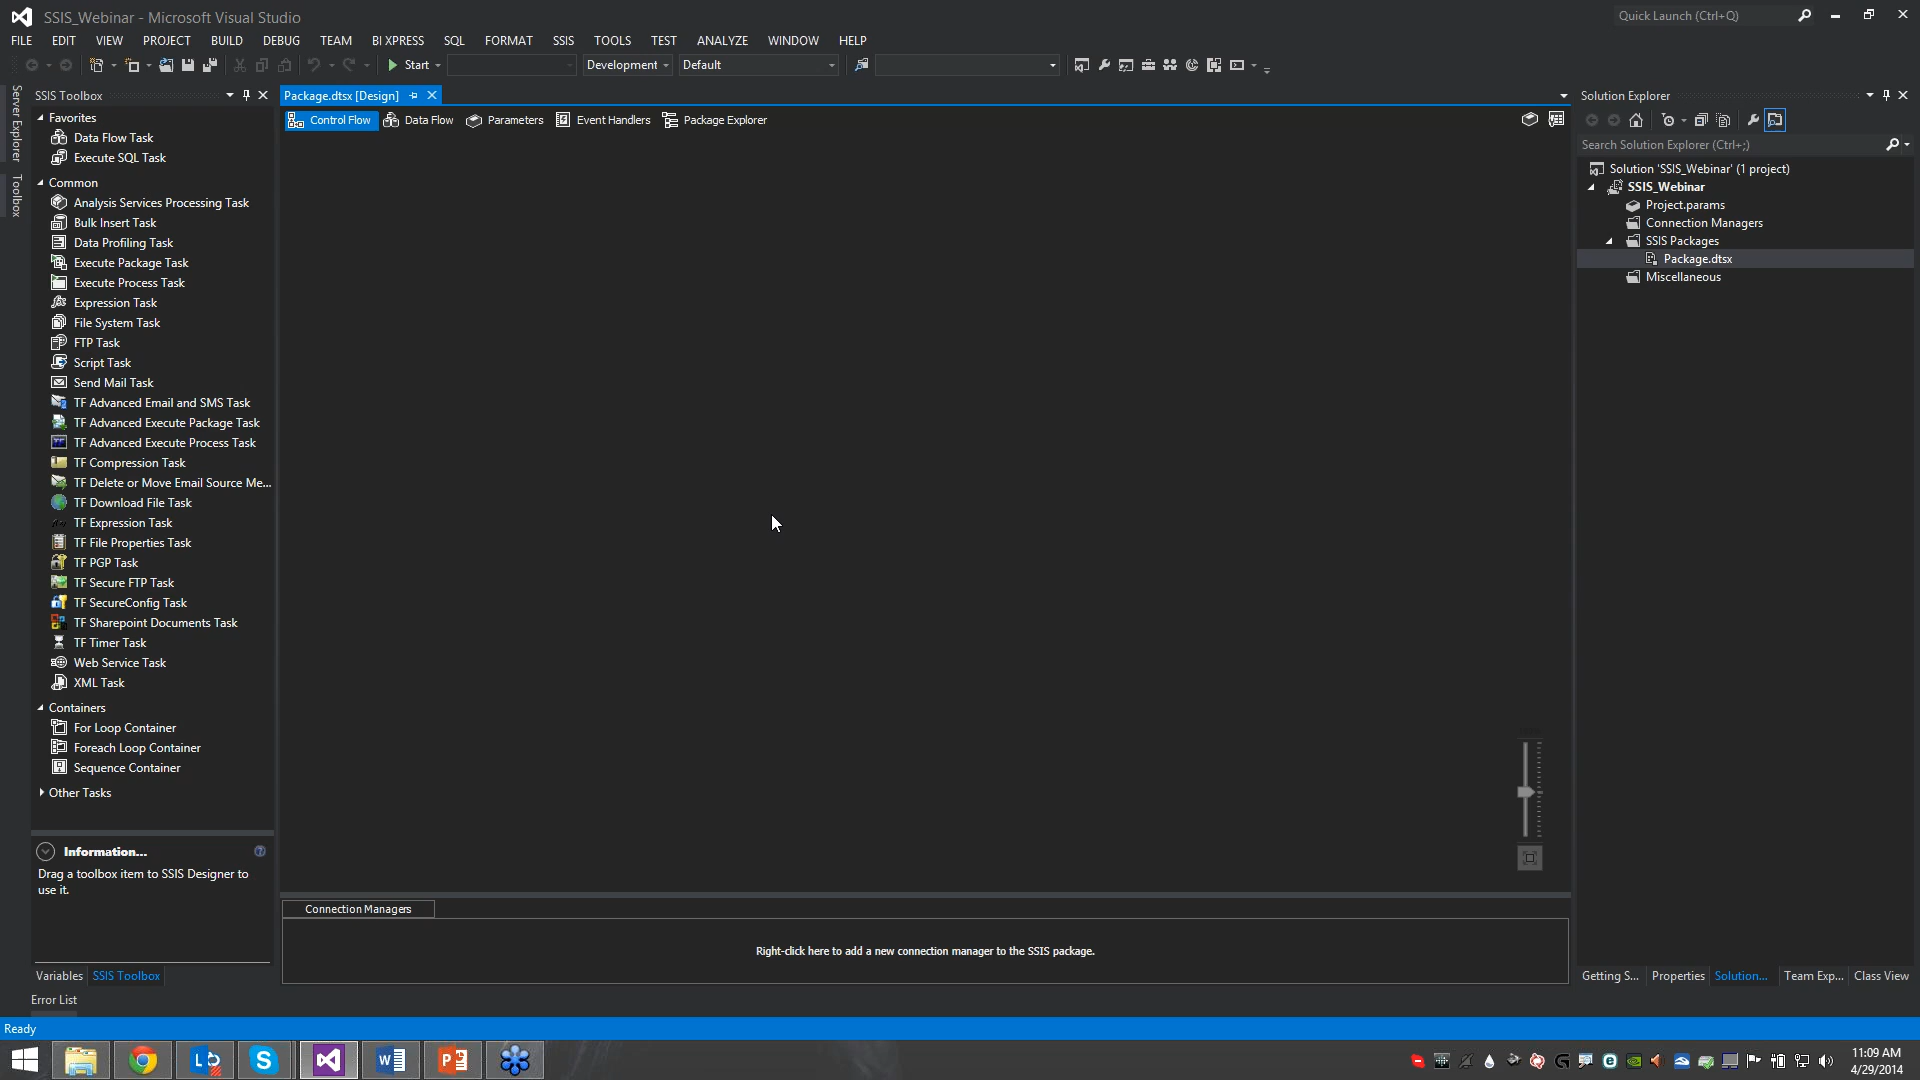 SSIS_Webinar - Microsoft Visual Studio
Quick Launch (Ctrl+Q)
FILE EDIT VIEW PROJECT BUILD DEBUG TEAM BI XPRESS SQL FORMAT SSIS TOOLS TEST ANALYZE WINDOW HELP
Start Development Default
Server Explorer
Toolbox
SSIS Toolbox
Favorites
Data Flow Task
Execute SQL Task
Common
Analysis Services Processing Task
Bulk Insert Task
Data Profiling Task
Execute Package Task
Execute Process Task
Expression Task
File System Task
FTP Task
Script Task
Send Mail Task
TF Advanced Email and SMS Task
TF Advanced Execute Package Task
TF Advanced Execute Process Task
TF Compression Task
TF Delete or Move Email Source Me...
TF Download File Task
TF Expression Task
TF File Properties Task
TF PGP Task
TF Secure FTP Task
TF SecureConfig Task
TF Sharepoint Documents Task
TF Timer Task
Web Service Task
XML Task
Containers
For Loop Container
Foreach Loop Container
Sequence Container
Other Tasks
Information...
Drag a toolbox item to SSIS Designer to
use it.
Variables SSIS Toolbox
Error List
Package.dtsx [Design]
Control Flow Data Flow Parameters Event Handlers Package Explorer
Connection Managers
Right-click here to add a new connection manager to the SSIS package.
Solution Explorer
Search Solution Explorer (Ctrl+;)
Solution 'SSIS_Webinar' (1 project)
SSIS_Webinar
Project.params
Connection Managers
SSIS Packages
Package.dtsx
Miscellaneous
Getting S... Properties Solution... Team Exp... Class View
Ready
11:09 AM
4/29/2014